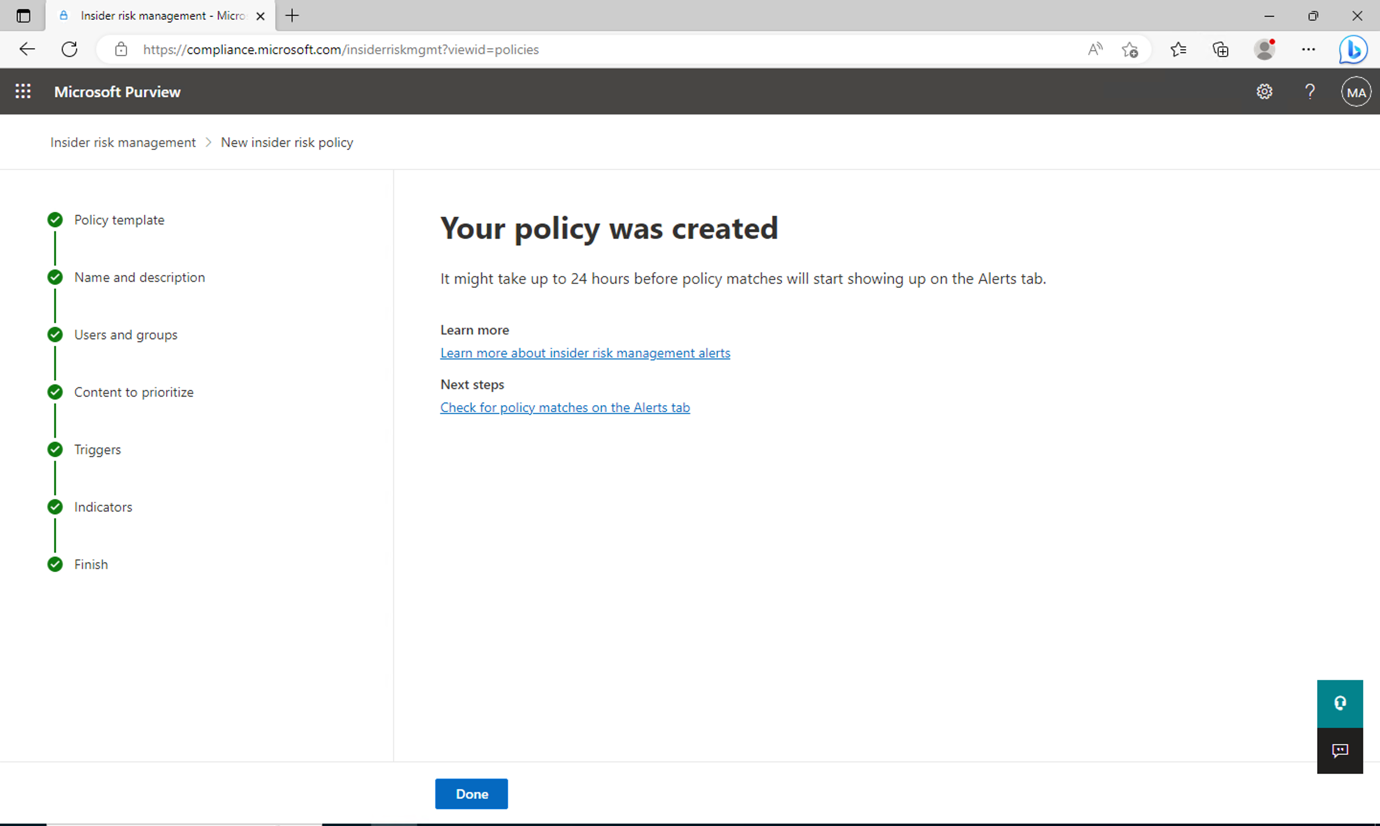 Insider risk management - Micro
https://compliance.microsoft.com/insiderriskmgmt?viewid=policies
Microsoft Purview
MA
Insider risk management > New insider risk policy
Policy template
Name and description
Users and groups
Content to prioritize
Triggers
Indicators
Finish
Your policy was created
It might take up to 24 hours before policy matches will start showing up on the Alerts tab.
Learn more
Learn more about insider risk management alerts
Next steps
Check for policy matches on the Alerts tab
Done